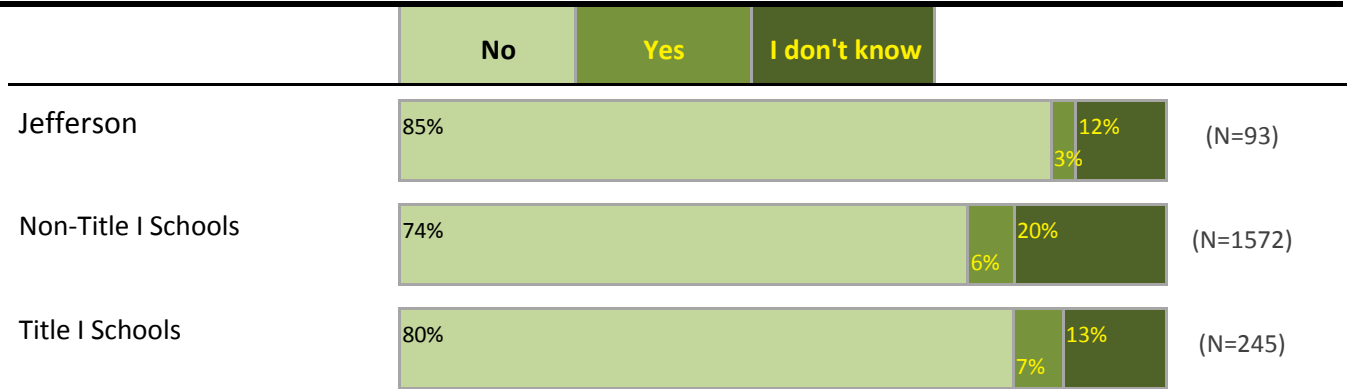 No Yes I don't know
Jefferson 85% 3% 12% (N=93)
Non-Title I Schools 74% 6% 20% (N=1572)
Title I Schools 80% 7% 13% (N=245)